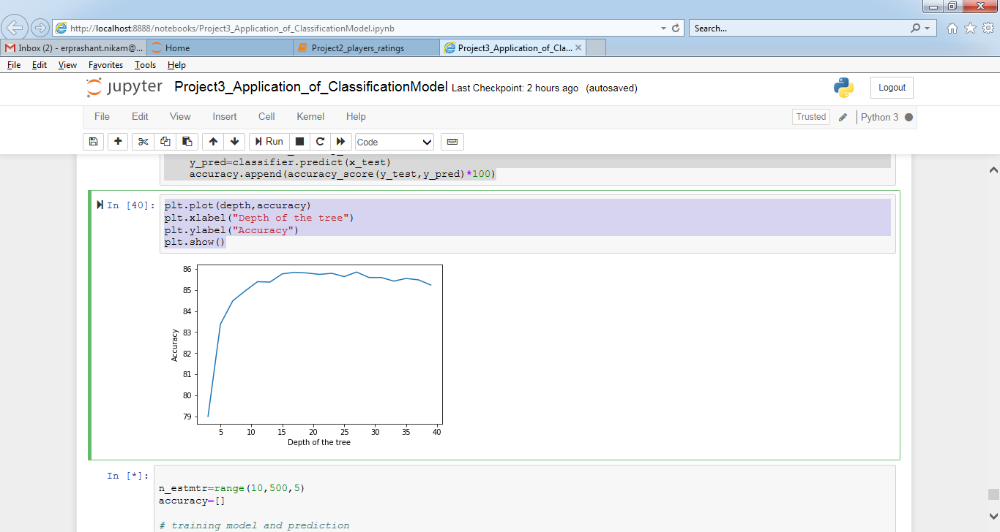 http://localhost:8888/notebooks/Project3_Application_of_ClassificationModel.ipynb
Search...
Inbox (2) - erprashant.nikam@...
Home
Project2_players_ratings
Project3_Application_of_Cla...
File Edit View Favorites Tools Help
jupyter Project3_Application_of_ClassificationModel Last Checkpoint: 2 hours ago (autosaved)
Logout
File Edit View Insert Cell Kernel Help
Trusted
Python 3
Run
Code
y_pred=classifier.predict(x_test)
accuracy.append(accuracy_score(y_test,y_pred)*100)
In [40]:
plt.plot(depth,accuracy)
plt.xlabel("Depth of the tree")
plt.ylabel("Accuracy")
plt.show()
86
85
84
83
82
81
80
79
Accuracy
5 10 15 20 25 30 35 40
Depth of the tree
In [*]:
n_estmtr=range(10,500,5)
accuracy=[]
# training model and prediction